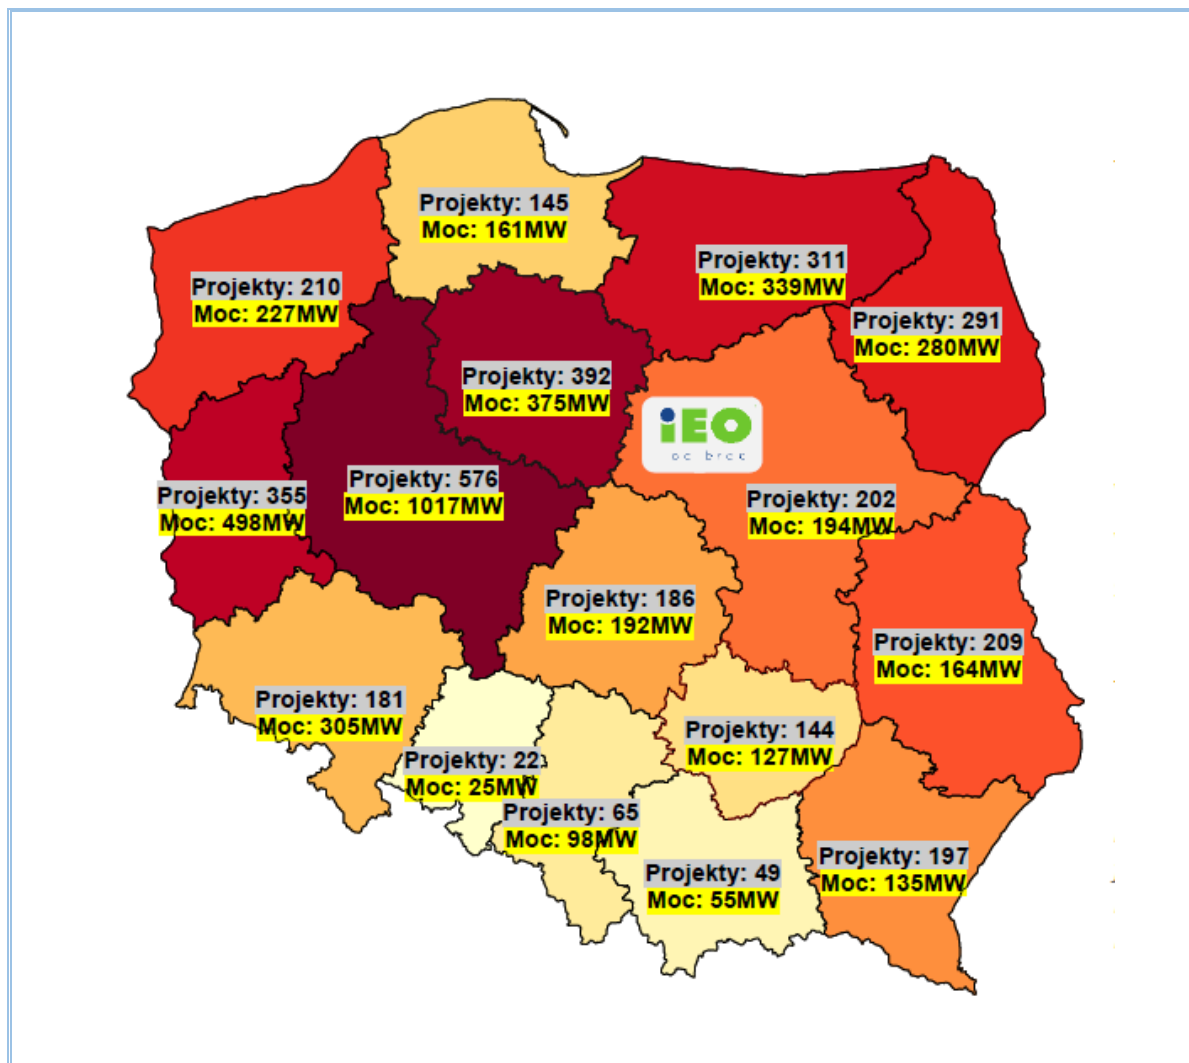 Projekty: 145
Moc: 161MW
Projekty: 311
Moc: 339MW
Projekty: 210
Moc: 227MW
Projekty: 291
Moc: 280MW
Projekty: 392
Moc: 375MW
iEO
Projekty: 576
Moc: 1017MW
Projekty: 355
Moc: 498MW
Projekty: 202
Moc: 194MW
Projekty: 186
Moc: 192MW
Projekty: 209
Moc: 164MW
Projekty: 181
Moc: 305MW
Projekty: 144
Moc: 127MW
Projekty: 22
Moc: 25MW
Projekty: 65
Moc: 98MW
Projekty: 49
Moc: 55MW
Projekty: 197
Moc: 135MW